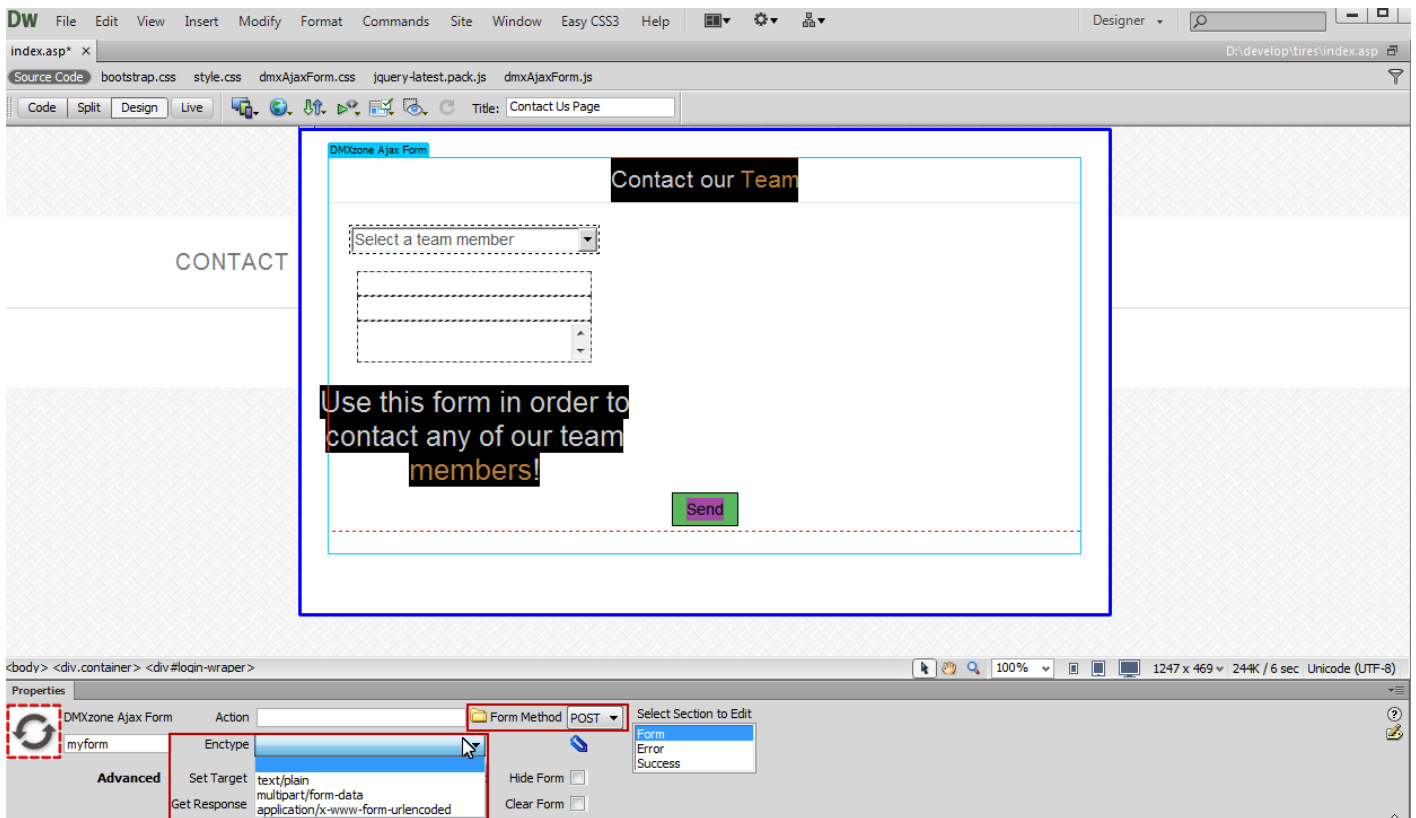 DW File Edit View Insert Modify Format Commands Site Window Easy CSS3 Help Designer
index.asp* × D:\develop\tires\index.asp
Source Code bootstrap.css style.css dmxAjaxForm.css jquery-latest.pack.js dmxAjaxForm.js
Code Split Design Live Title: Contact Us Page
DMXzone Ajax Form
Contact our Team
Select a team member
CONTACT
Use this form in order to
contact any of our team
members!
Send
<body> <div.container> <div#login-wraper> 100% 1247 x 469 244K / 6 sec Unicode (UTF-8)
Properties
DMXzone Ajax Form Action Form Method POST Select Section to Edit
myform Enctype Form
Error
Success
Advanced Set Target text/plain Hide Form
multipart/form-data
Get Response application/x-www-form-urlencoded Clear Form